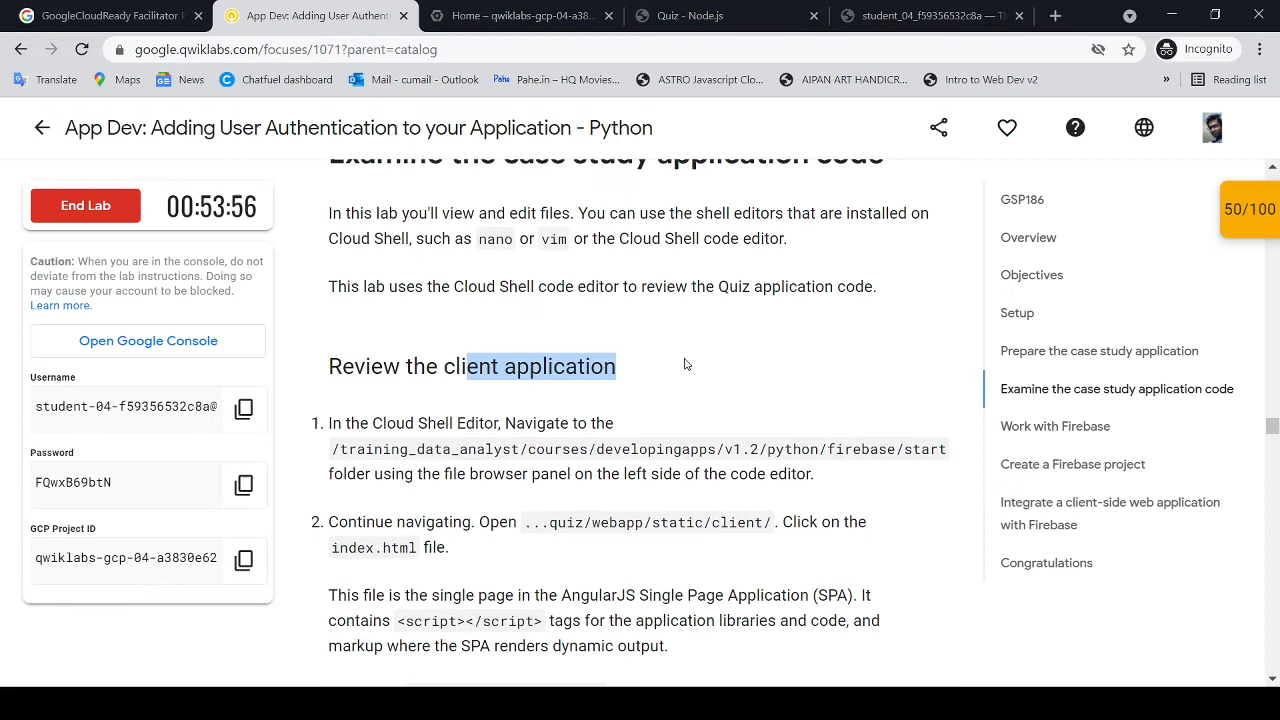 GoogleCloudReady Facilitator P
App Dev: Adding User Authenti
Home – qwiklabs-gcp-04-a38
Quiz - Node.js
student_04_f59356532c8a — Th
google.qwiklabs.com/focuses/1071?parent=catalog
Incognito
Translate
Maps
News
Chatfuel dashboard
Mail - cumail - Outlook
Pahe.in – HQ Movies...
ASTRO Javascript Clo...
AIPAN ART HANDICR...
Intro to Web Dev v2
»
Reading list
App Dev: Adding User Authentication to your Application - Python
End Lab
00:53:56
50/100
Caution: When you are in the console, do not
deviate from the lab instructions. Doing so
may cause your account to be blocked.
Learn more.
Open Google Console
Username
student-04-f59356532c8a@
Password
FQwxB69btN
GCP Project ID
qwiklabs-gcp-04-a3830e62
Examine the case study application code
In this lab you'll view and edit files. You can use the shell editors that are installed on
Cloud Shell, such as nano or vim or the Cloud Shell code editor.
This lab uses the Cloud Shell code editor to review the Quiz application code.
Review the client application
1. In the Cloud Shell Editor, Navigate to the
/training_data_analyst/courses/developingapps/v1.2/python/firebase/start
folder using the file browser panel on the left side of the code editor.
2. Continue navigating. Open ...quiz/webapp/static/client/. Click on the
index.html file.
This file is the single page in the AngularJS Single Page Application (SPA). It
contains <script></script> tags for the application libraries and code, and
markup where the SPA renders dynamic output.
GSP186
Overview
Objectives
Setup
Prepare the case study application
Examine the case study application code
Work with Firebase
Create a Firebase project
Integrate a client-side web application
with Firebase
Congratulations